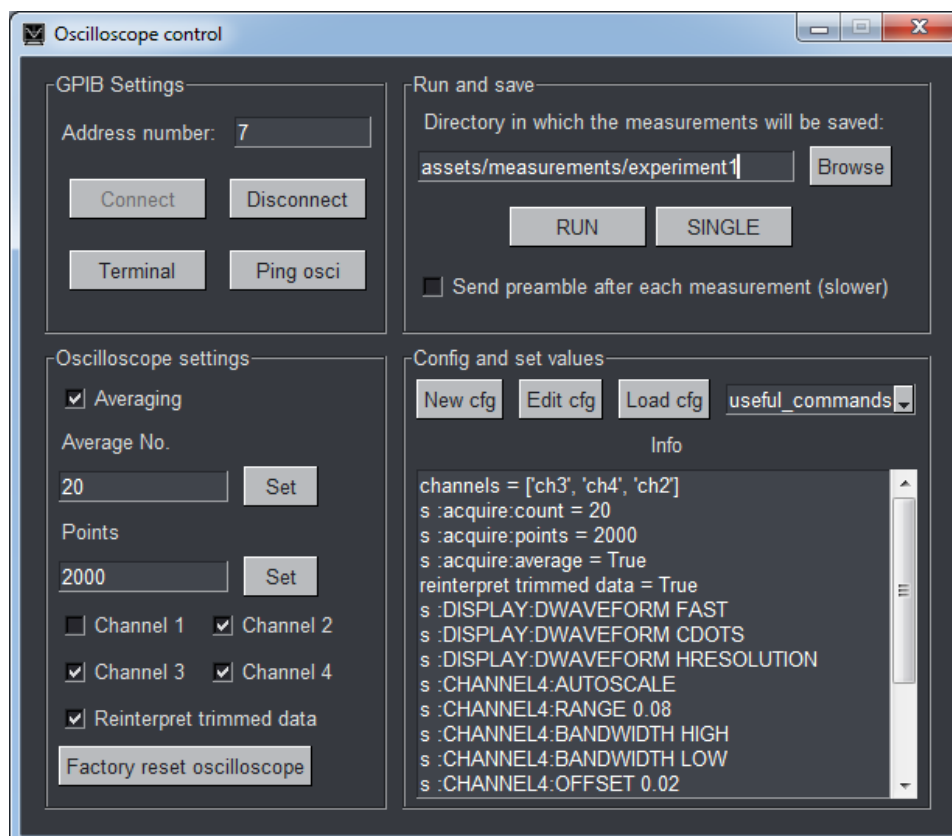 Oscilloscope control
GPIB Settings
Address number: 7
Connect Disconnect
Terminal Ping osci
Run and save
Directory in which the measurements will be saved:
assets/measurements/experiment1 Browse
RUN SINGLE
Send preamble after each measurement (slower)
Oscilloscope settings
Averaging
Average No.
20 Set
Points
2000 Set
Channel 1 Channel 2
Channel 3 Channel 4
Reinterpret trimmed data
Factory reset oscilloscope
Config and set values
New cfg Edit cfg Load cfg useful_commands
Info
channels = ['ch3', 'ch4', 'ch2']
s :acquire:count = 20
s :acquire:points = 2000
s :acquire:average = True
reinterpret trimmed data = True
s :DISPLAY:DWAVEFORM FAST
s :DISPLAY:DWAVEFORM CDOTS
s :DISPLAY:DWAVEFORM HRESOLUTION
s :CHANNEL4:AUTOSCALE
s :CHANNEL4:RANGE 0.08
s :CHANNEL4:BANDWIDTH HIGH
s :CHANNEL4:BANDWIDTH LOW
s :CHANNEL4:OFFSET 0.02